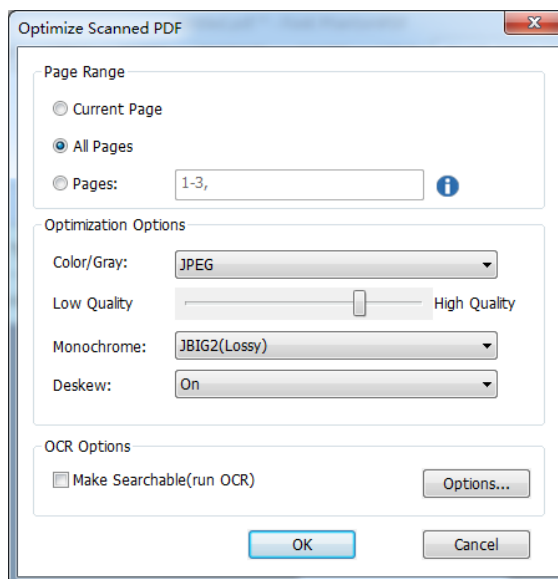 Optimize Scanned PDF
Page Range
Current Page
All Pages
Pages: 1-3,
Optimization Options
Color/Gray: JPEG
Low Quality High Quality
Monochrome: JBIG2(Lossy)
Deskew: On
OCR Options
Make Searchable(run OCR) Options...
OK Cancel